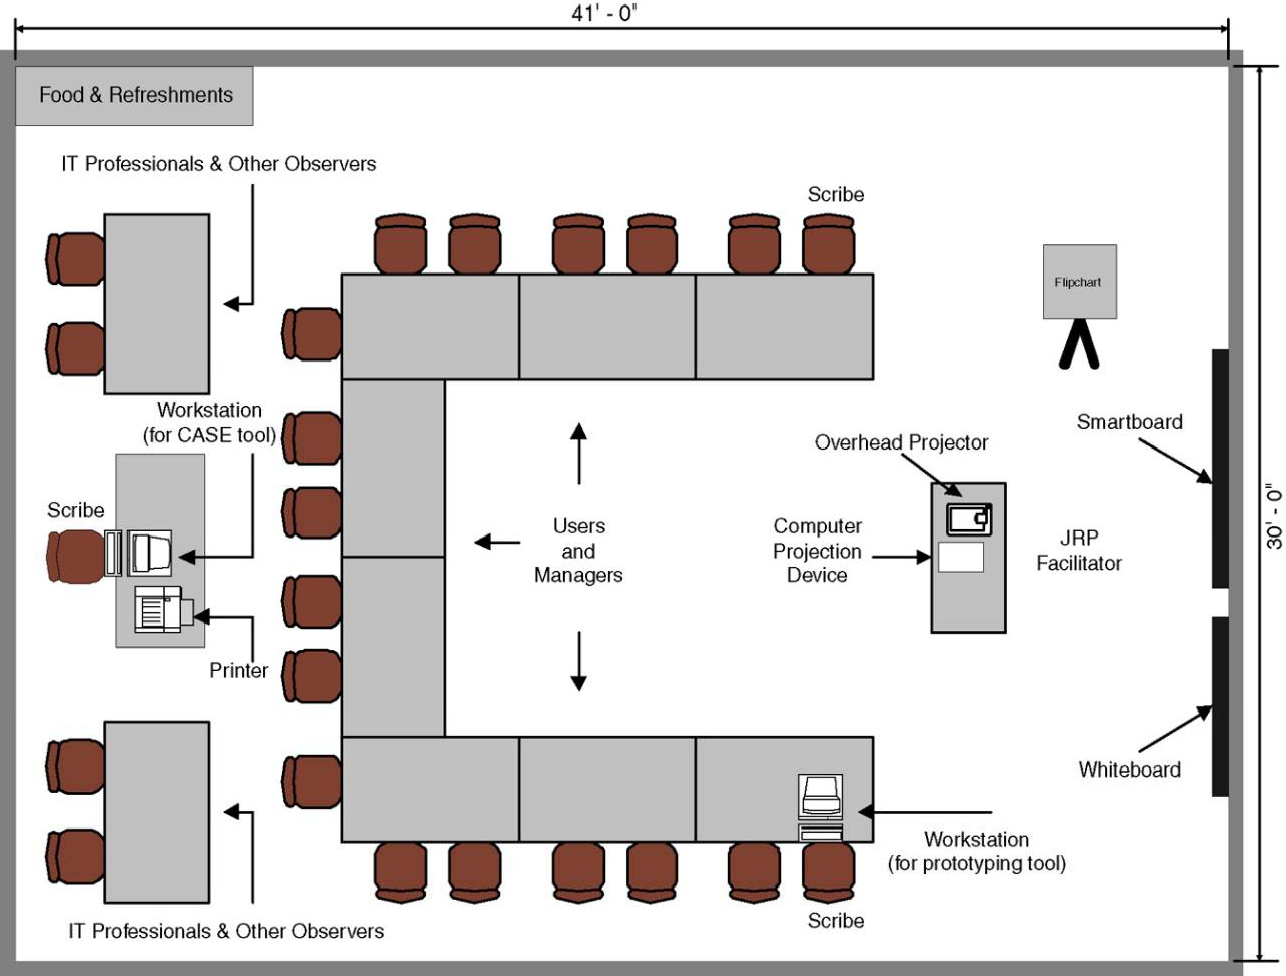 41' - 0"
Food & Refreshments
IT Professionals & Other Observers
Scribe
Flipchart
Workstation
(for CASE tool)
Smartboard
Overhead Projector
30' - 0"
Scribe
Users
and
Managers
Computer
Projection
Device
JRP
Facilitator
Printer
Whiteboard
Workstation
(for prototyping tool)
Scribe
IT Professionals & Other Observers